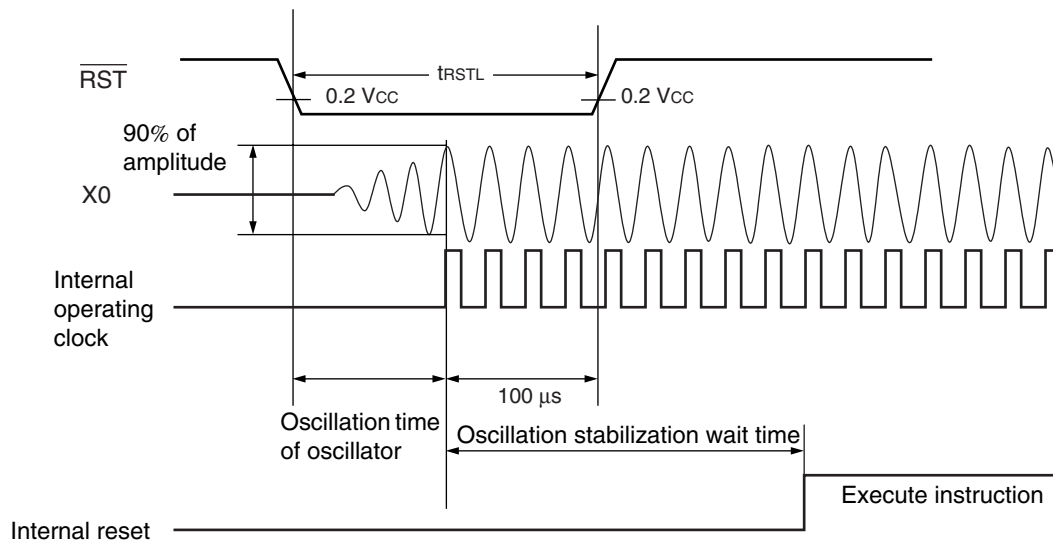 RST
tRSTL
0.2 VCC
0.2 VCC
90% of
amplitude
X0
Internal
operating
clock
100 μs
Oscillation time
of oscillator
Oscillation stabilization wait time
Execute instruction
Internal reset